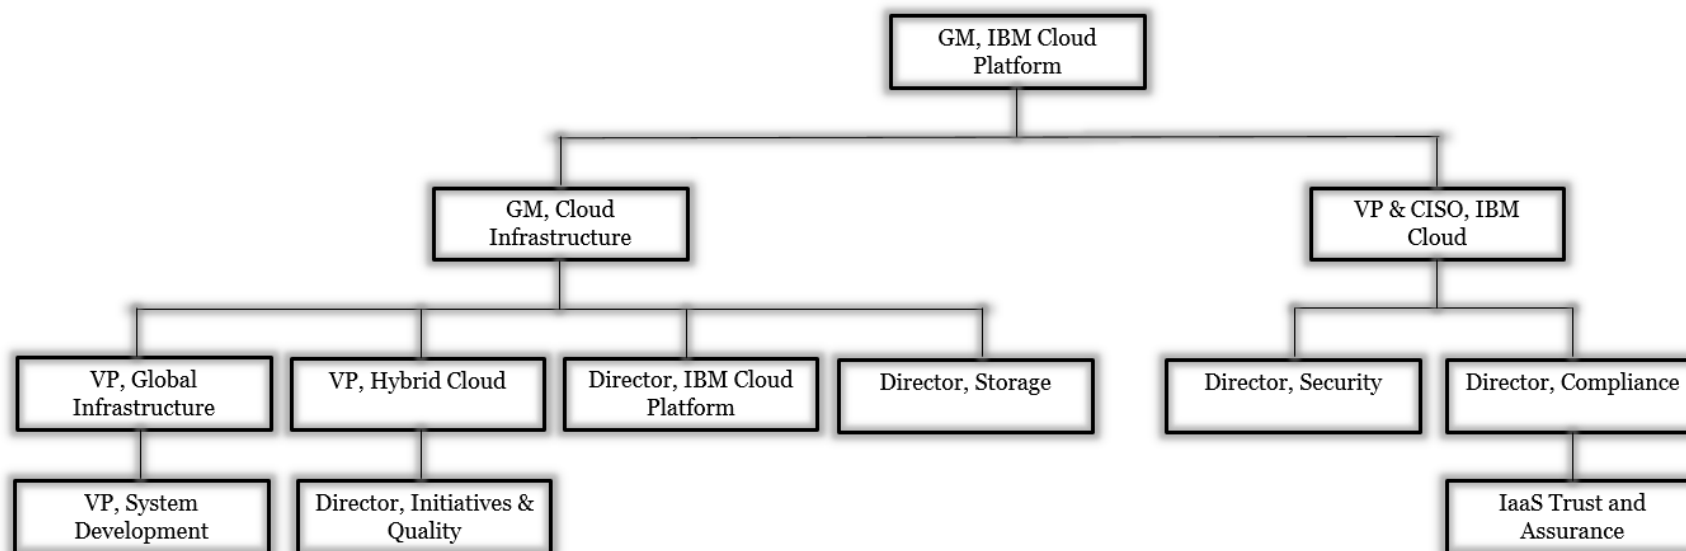 GM, IBM Cloud
Platform
GM, Cloud
Infrastructure
VP & CISO, IBM
Cloud
VP, Global
Infrastructure
VP, Hybrid Cloud
Director, IBM Cloud
Platform
Director, Storage
Director, Security
Director, Compliance
VP, System
Development
Director, Initiatives &
Quality
IaaS Trust and
Assurance